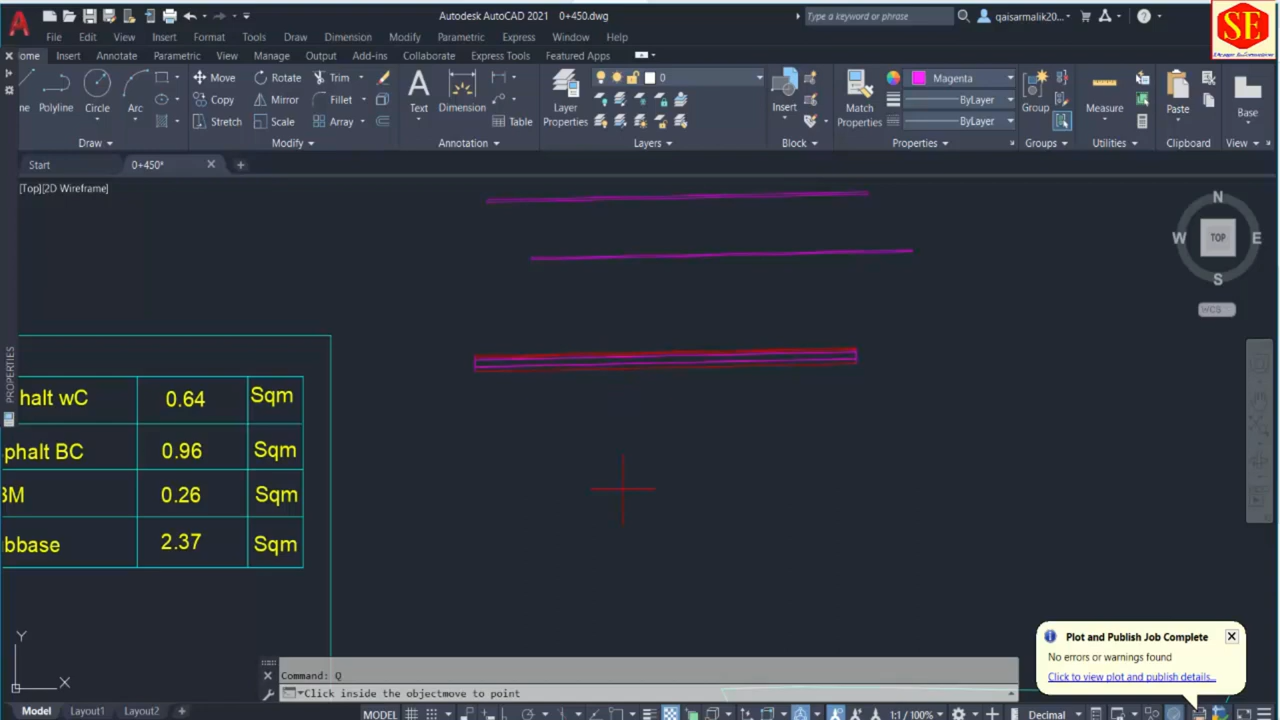 Autodesk AutoCAD 2021 0+450.dwg
Type a keyword or phrase
qaisarmalik20...
SE
File Edit View Insert Format Tools Draw Dimension Modify Parametric Express Window Help
ome Insert Annotate Parametric View Manage Output Add-ins Collaborate Express Tools Featured Apps
ne Polyline Circle Arc
Move Rotate Trim
Copy Mirror Fillet
Stretch Scale Array
Text Dimension Table
Layer Properties
0
Insert
Match Properties
Magenta
ByLayer
ByLayer
Group
Measure
Paste
Base
Draw Modify Annotation Layers Block Properties Groups Utilities Clipboard View
Start 0+450*
[Top][2D Wireframe]
N
W TOP E
S
WCS
PROPERTIES
halt wC 0.64 Sqm
phalt BC 0.96 Sqm
BM 0.26 Sqm
bbase 2.37 Sqm
Y
X
Command: Q
Click inside the objectmove to point
Plot and Publish Job Complete
No errors or warnings found
Click to view plot and publish details...
Model Layout1 Layout2
MODEL 1:1 / 100% Decimal